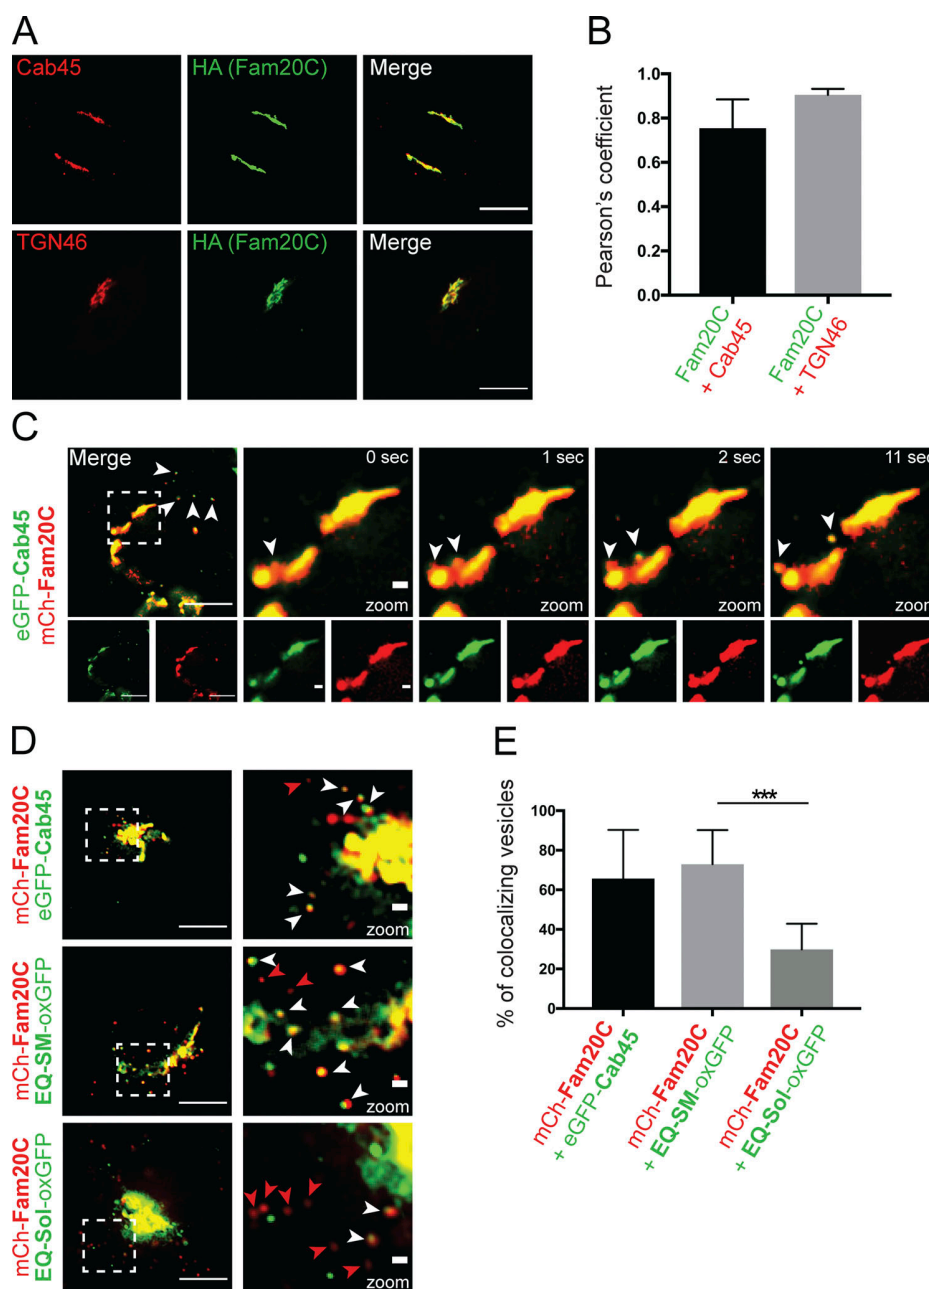 A
Cab45
HA (Fam20C)
Merge
TGN46
HA (Fam20C)
Merge
B
Pearson's coefficient
1.0
0.8
0.6
0.4
0.2
0.0
Fam20C
+ Cab45
Fam20C
+ TGN46
C
eGFP-Cab45
mCh-Fam20C
Merge
0 sec
zoom
1 sec
zoom
2 sec
zoom
11 sec
zoom
D
mCh-Fam20C
eGFP-Cab45
zoom
mCh-Fam20C
EQ-SM-oxGFP
zoom
mCh-Fam20C
EQ-Sol-oxGFP
zoom
E
% of colocalizing vesicles
100
80
60
40
20
0
***
mCh-Fam20C
+ eGFP-Cab45
mCh-Fam20C
+ EQ-SM-oxGFP
mCh-Fam20C
+ EQ-Sol-oxGFP